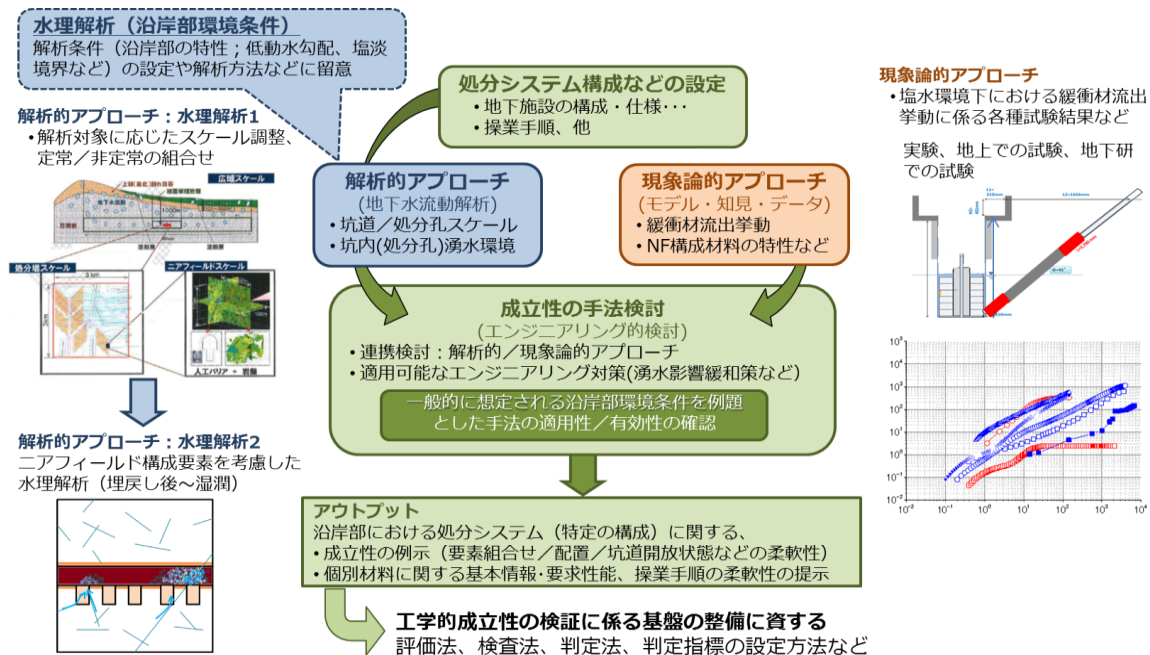 水理解析（沿岸部環境条件）
解析条件（沿岸部の特性；低動水勾配、塩淡
境界など）の設定や解析方法などに留意
解析的アプローチ：水理解析1
•解析対象に応じたスケール調整、
定常／非定常の組合せ
広域スケール
地下水流動
処分場スケール
3 km
ニアフィールドスケール
人工バリア + 岩盤
解析的アプローチ：水理解析2
ニアフィールド構成要素を考慮した
水理解析（埋戻し後～湿潤）
処分システム構成などの設定
•地下施設の構成・仕様･･･
•操業手順、他
解析的アプローチ
(地下水流動解析)
•坑道／処分孔スケール
•坑内(処分孔)湧水環境
現象論的アプローチ
(モデル・知見・データ)
•緩衝材流出挙動
•NF構成材料の特性など
成立性の手法検討
(エンジニアリング的検討)
•連携検討：解析的／現象論的アプローチ
•適用可能なエンジニアリング対策(湧水影響緩和策など)
一般的に想定される沿岸部環境条件を例題
とした手法の適用性／有効性の確認
アウトプット
沿岸部における処分システム（特定の構成）に関する、
•成立性の例示（要素組合せ／配置／坑道開放状態などの柔軟性）
•個別材料に関する基本情報･要求性能、操業手順の柔軟性の提示
工学的成立性の検証に係る基盤の整備に資する
評価法、検査法、判定法、判定指標の設定方法など
現象論的アプローチ
•塩水環境下における緩衝材流出
挙動に係る各種試験結果など
実験、地上での試験、地下研
での試験
10⁵
10⁴
10³
10²
10¹
10⁰
10⁻¹
10⁻²
10⁻² 10⁻¹ 10⁰ 10¹ 10² 10³ 10⁴